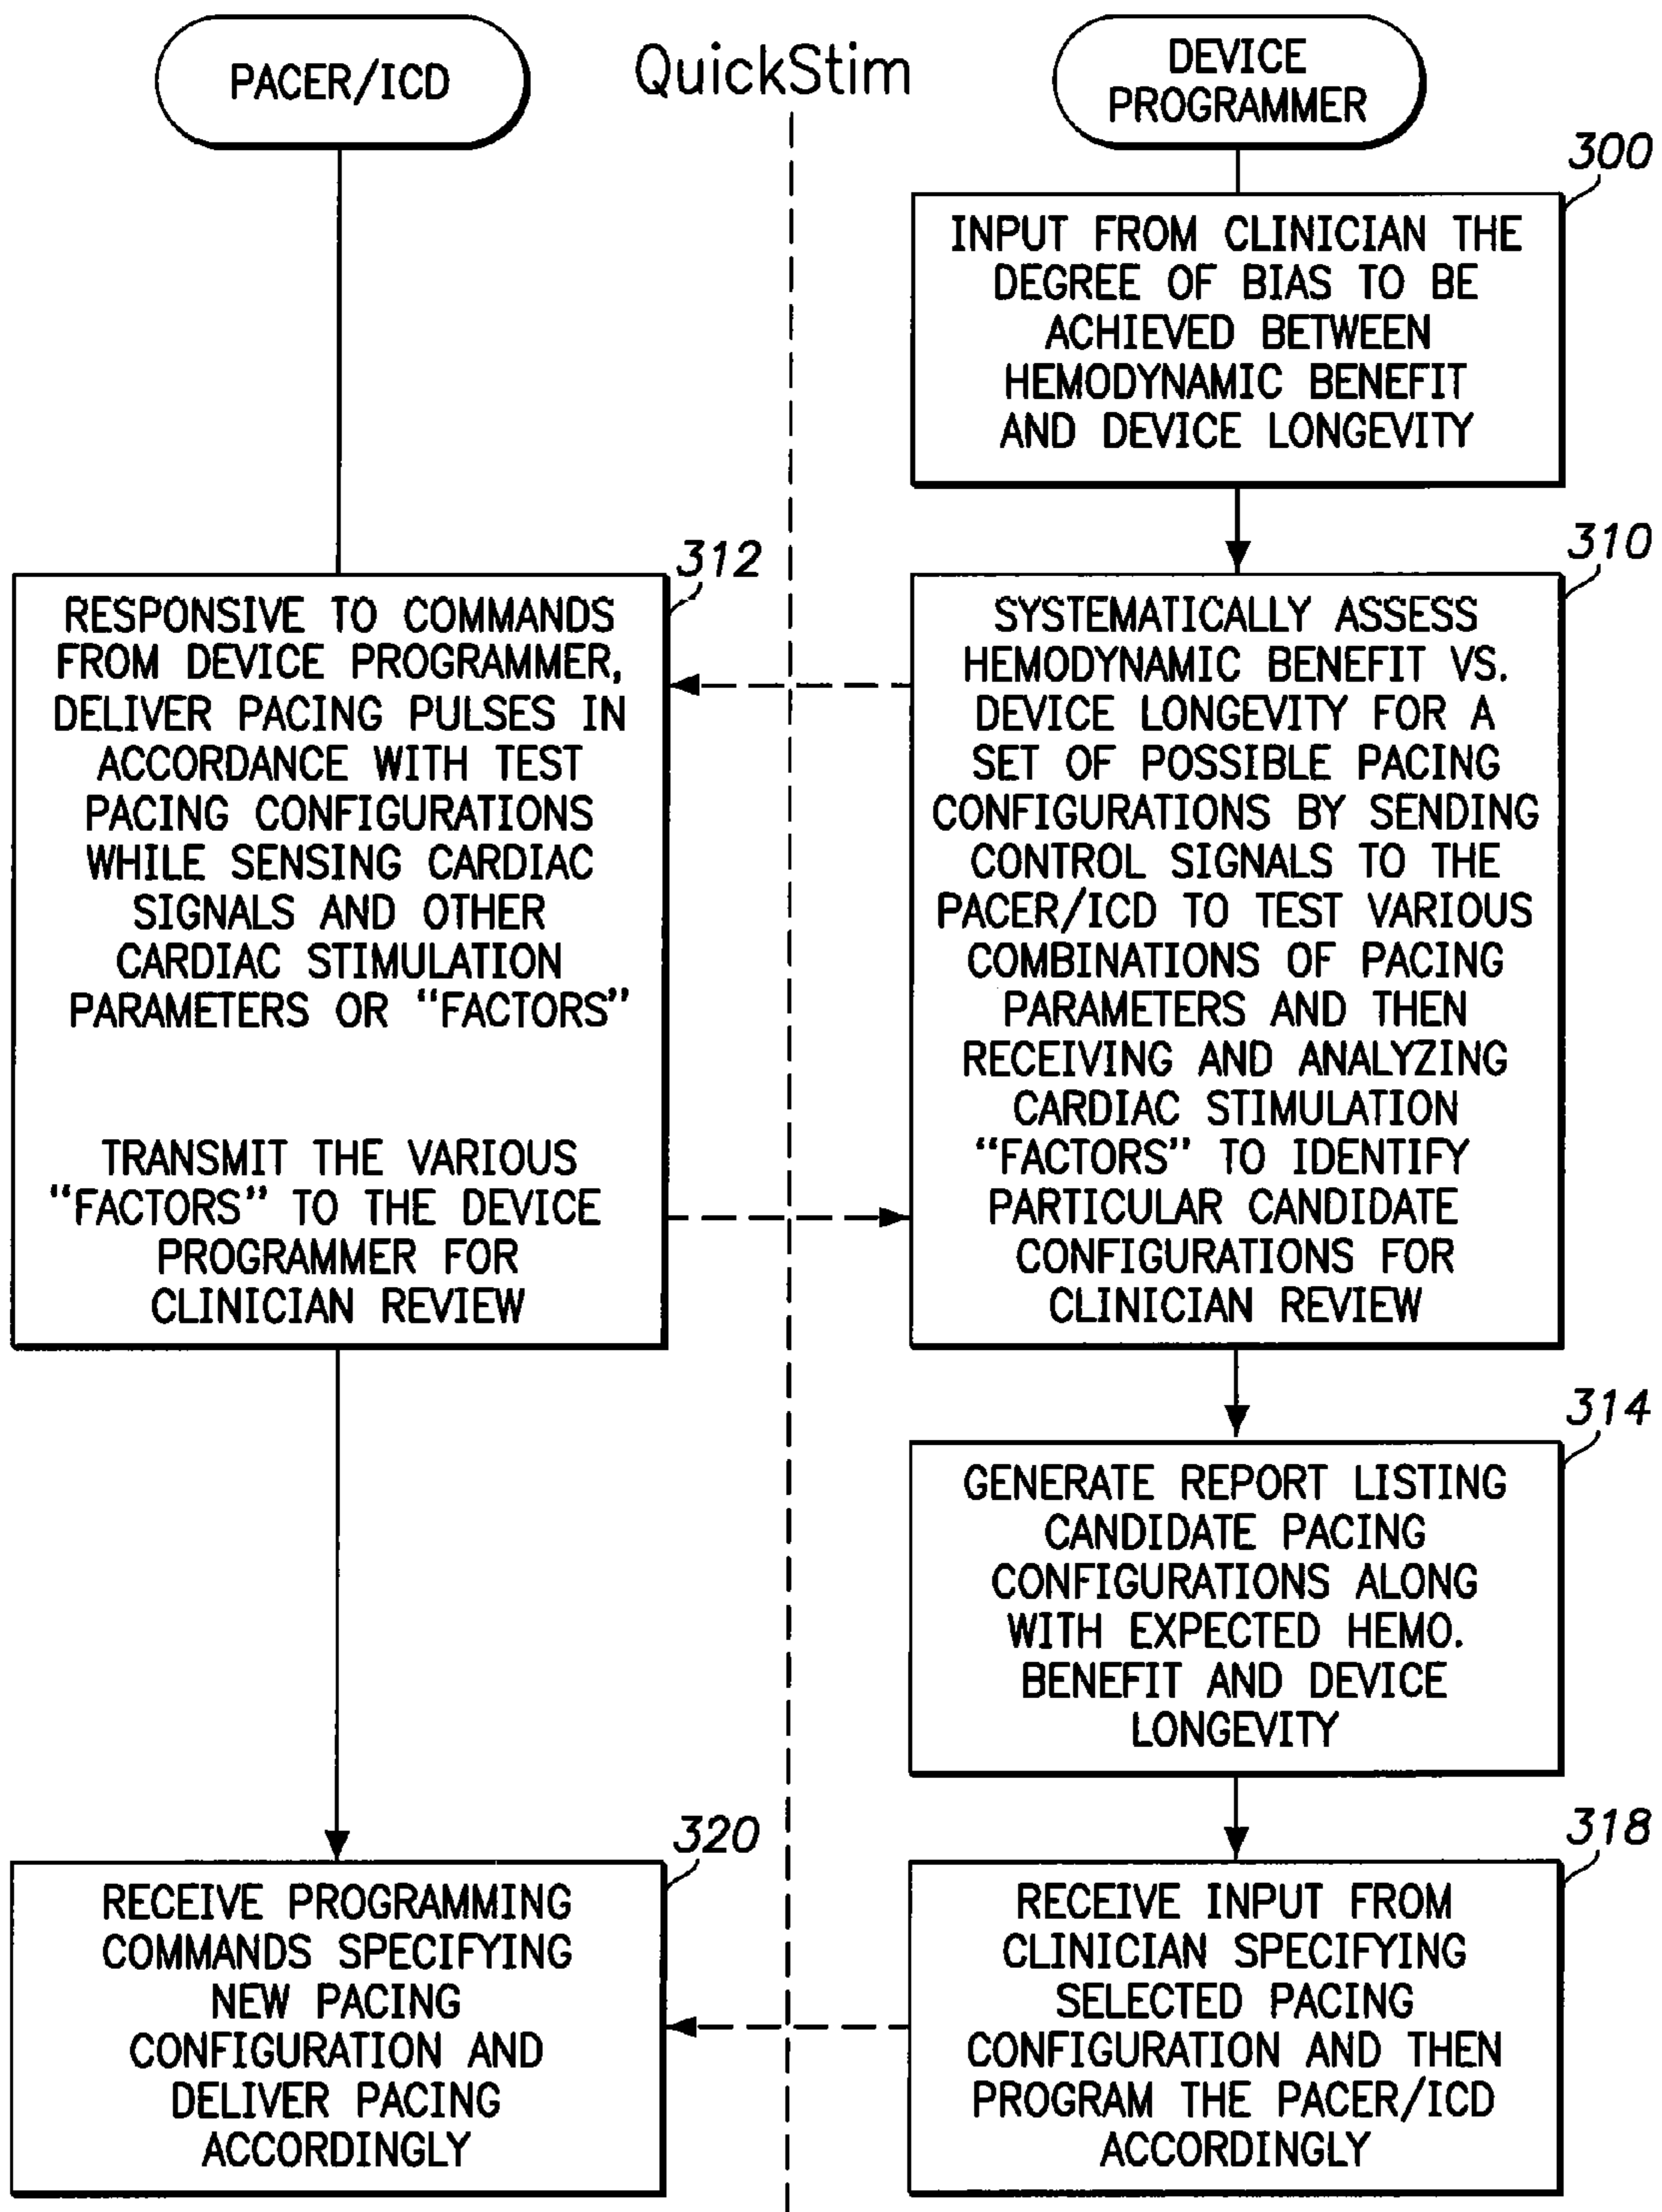 PACER/ICD
QuickStim
DEVICE
PROGRAMMER
300
INPUT FROM CLINICIAN THE
DEGREE OF BIAS TO BE
ACHIEVED BETWEEN
HEMODYNAMIC BENEFIT
AND DEVICE LONGEVITY
312
RESPONSIVE TO COMMANDS
FROM DEVICE PROGRAMMER,
DELIVER PACING PULSES IN
ACCORDANCE WITH TEST
PACING CONFIGURATIONS
WHILE SENSING CARDIAC
SIGNALS AND OTHER
CARDIAC STIMULATION
PARAMETERS OR "FACTORS"
TRANSMIT THE VARIOUS
"FACTORS" TO THE DEVICE
PROGRAMMER FOR
CLINICIAN REVIEW
310
SYSTEMATICALLY ASSESS
HEMODYNAMIC BENEFIT VS.
DEVICE LONGEVITY FOR A
SET OF POSSIBLE PACING
CONFIGURATIONS BY SENDING
CONTROL SIGNALS TO THE
PACER/ICD TO TEST VARIOUS
COMBINATIONS OF PACING
PARAMETERS AND THEN
RECEIVING AND ANALYZING
CARDIAC STIMULATION
"FACTORS" TO IDENTIFY
PARTICULAR CANDIDATE
CONFIGURATIONS FOR
CLINICIAN REVIEW
314
GENERATE REPORT LISTING
CANDIDATE PACING
CONFIGURATIONS ALONG
WITH EXPECTED HEMO.
BENEFIT AND DEVICE
LONGEVITY
320
RECEIVE PROGRAMMING
COMMANDS SPECIFYING
NEW PACING
CONFIGURATION AND
DELIVER PACING
ACCORDINGLY
318
RECEIVE INPUT FROM
CLINICIAN SPECIFYING
SELECTED PACING
CONFIGURATION AND THEN
PROGRAM THE PACER/ICD
ACCORDINGLY